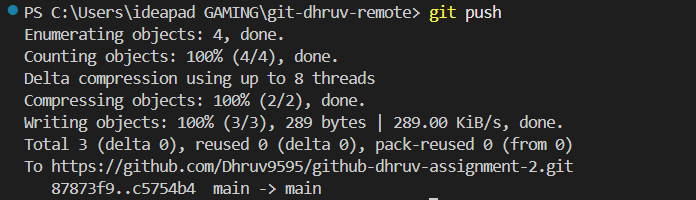 PS C:\Users\ideapad GAMING\git-dhruv-remote> git push
Enumerating objects: 4, done.
Counting objects: 100% (4/4), done.
Delta compression using up to 8 threads
Compressing objects: 100% (2/2), done.
Writing objects: 100% (3/3), 289 bytes | 289.00 KiB/s, done.
Total 3 (delta 0), reused 0 (delta 0), pack-reused 0 (from 0)
To https://github.com/Dhruv9595/github-dhruv-assignment-2.git
   87873f9..c5754b4  main -> main